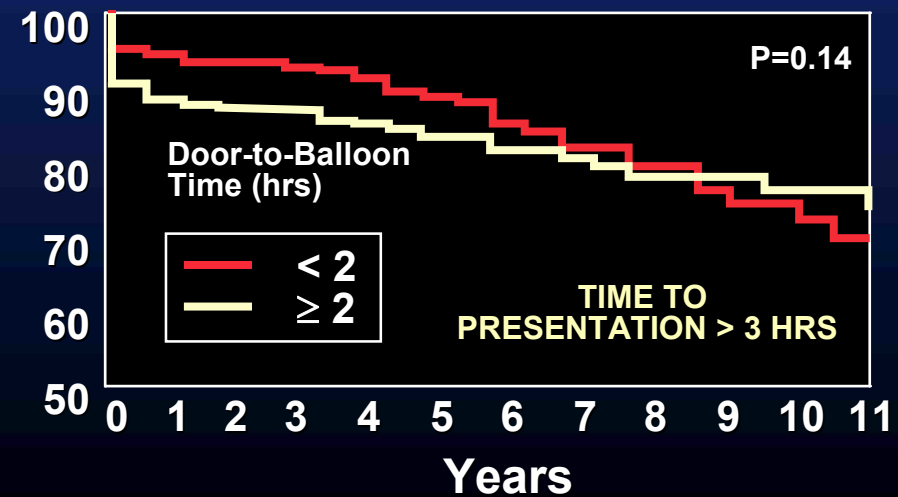 100
90
80
70
60
50
P=0.14
Door-to-Balloon
Time (hrs)
< 2
≥ 2
TIME TO
PRESENTATION > 3 HRS
0 1 2 3 4 5 6 7 8 9 10 11
Years